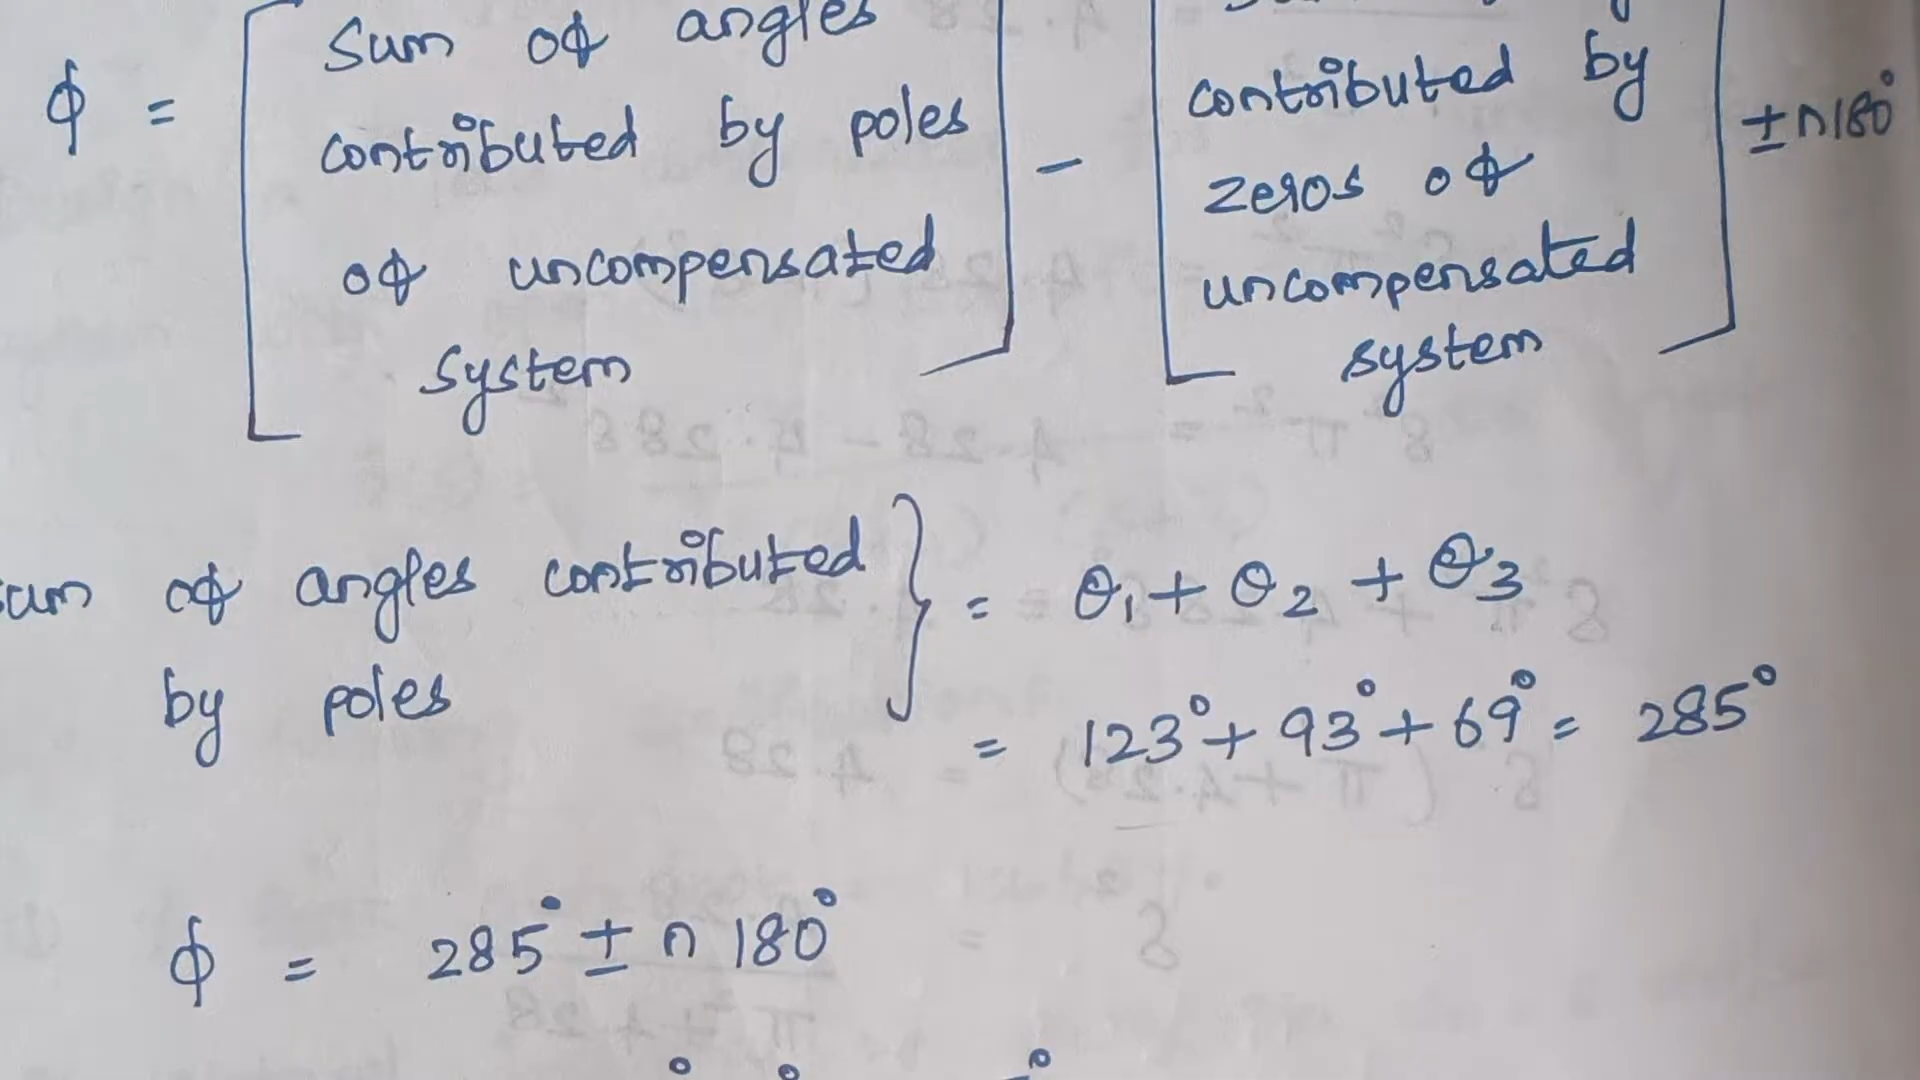 Sum of angles
contributed by poles
of uncompensated
system
ϕ =
-
contributed by
zeros of
uncompensated
system
±n180°
sum of angles contributed
by poles
= θ₁ + θ₂ + θ₃
= 123° + 93° + 69° = 285°
ϕ = 285° ± n 180°